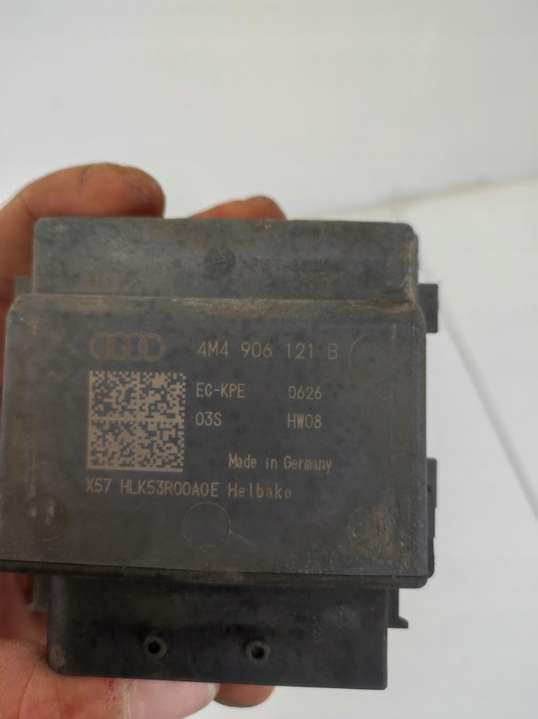 4M4 906 121 B
EC-KPE 0626
03S HW08
Made in Germany
X57 HLK53R00A0E Helbako